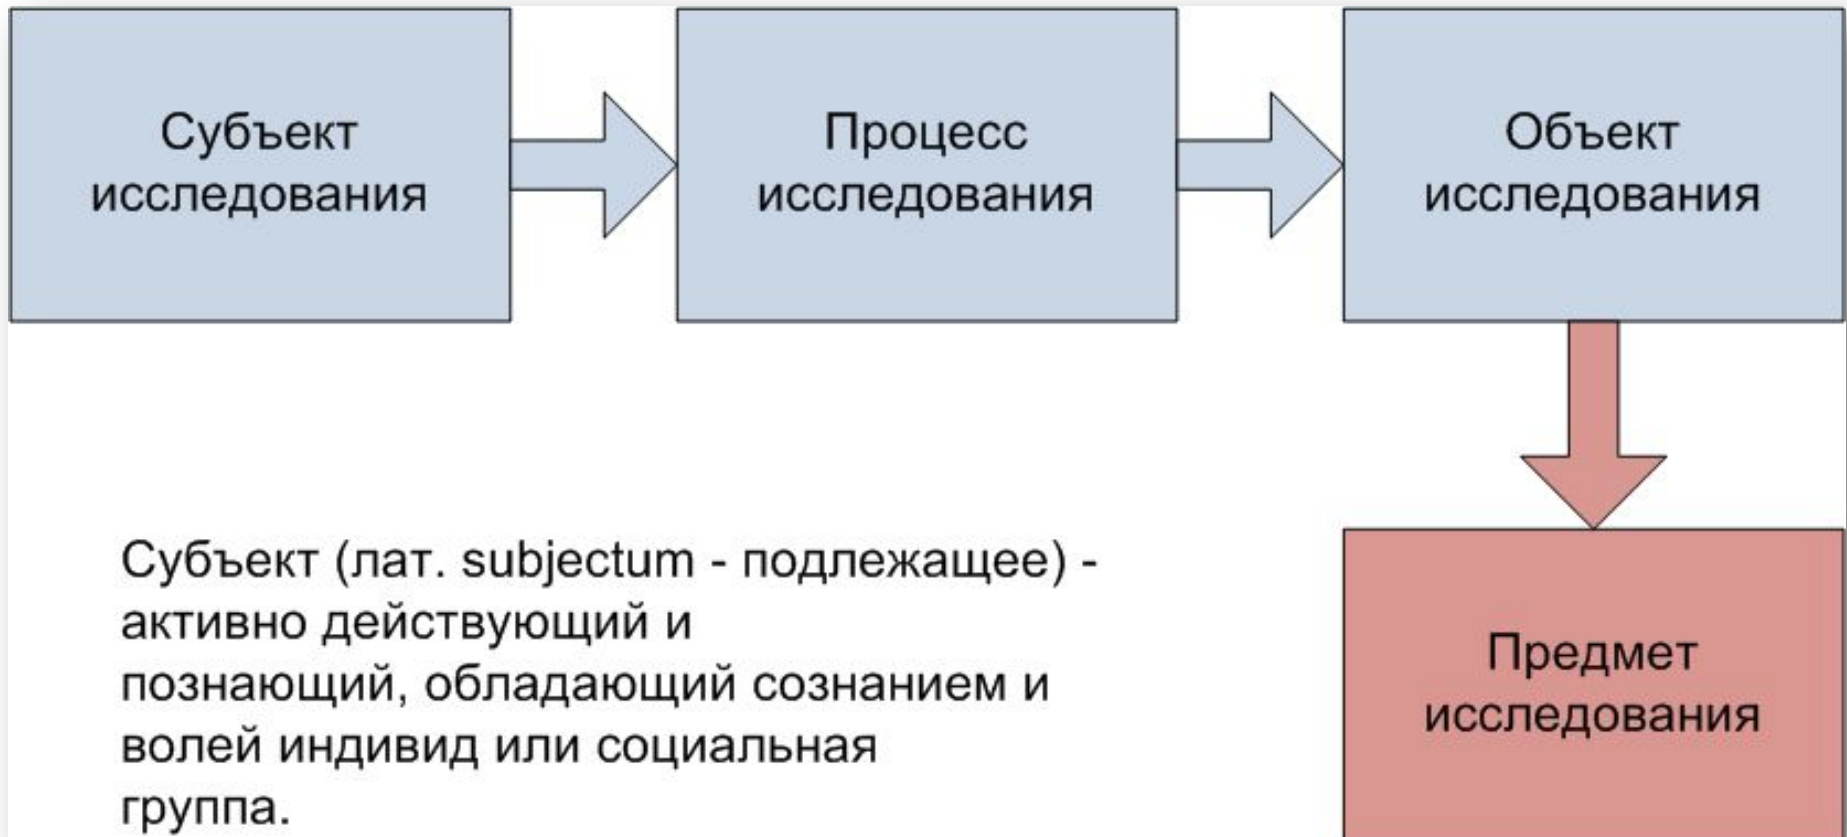 Субъект
исследования
Процесс
исследования
Объект
исследования
Субъект (лат. subjectum - подлежащее) -
активно действующий и
познающий, обладающий сознанием и
волей индивид или социальная
группа.
Предмет
исследования